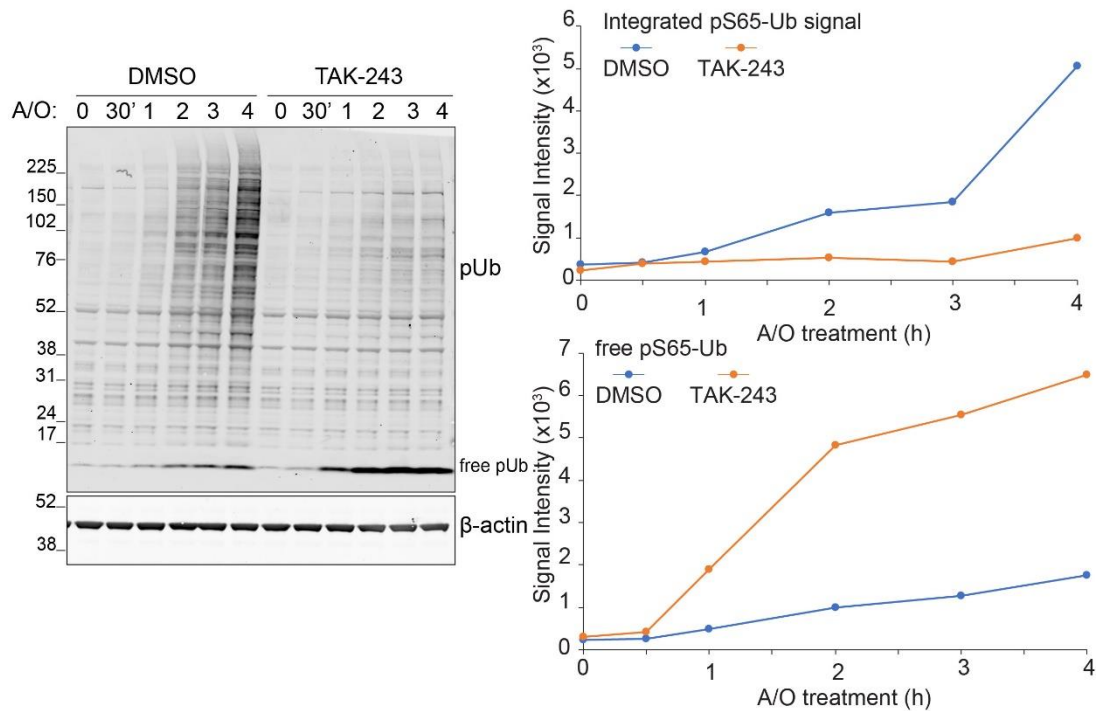 DMSO TAK-243
A/O: 0 30’ 1 2 3 4 0 30’ 1 2 3 4
225
150
102
76
52
38
31
24
17
pUb
free pUb
52
38
β-actin
Integrated pS65-Ub signal
DMSO TAK-243
Signal Intensity (x10³)
6
5
4
3
2
1
0
0 1 2 3 4
A/O treatment (h)
free pS65-Ub
DMSO TAK-243
Signal Intensity (x10³)
7
6
5
4
3
2
1
0
0 1 2 3 4
A/O treatment (h)